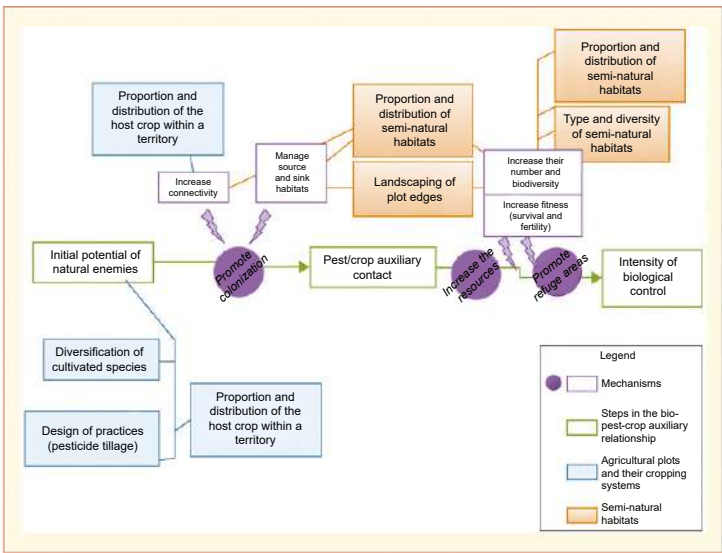 Proportion and
distribution of
semi-natural
habitats
Proportion and
distribution of the
host crop within a
territory
Proportion and
distribution of
semi-natural
habitats
Type and diversity
of semi-natural
habitats
Manage
source
and sink
habitats
Increase
connectivity
Landscaping of
plot edges
Increase their
number and
biodiversity
Increase fitness
(survival and
fertility)
Initial potential of
natural enemies
Promote
colonization
Pest/crop auxiliary
contact
Increase the
resources
Promote
refuge areas
Intensity of
biological
control
Diversification of
cultivated species
Design of practices
(pesticide tillage)
Proportion and
distribution of the
host crop within a
territory
Legend
Mechanisms
Steps in the bio-
pest-crop auxiliary
relationship
Agricultural plots
and their cropping
systems
Semi-natural
habitats